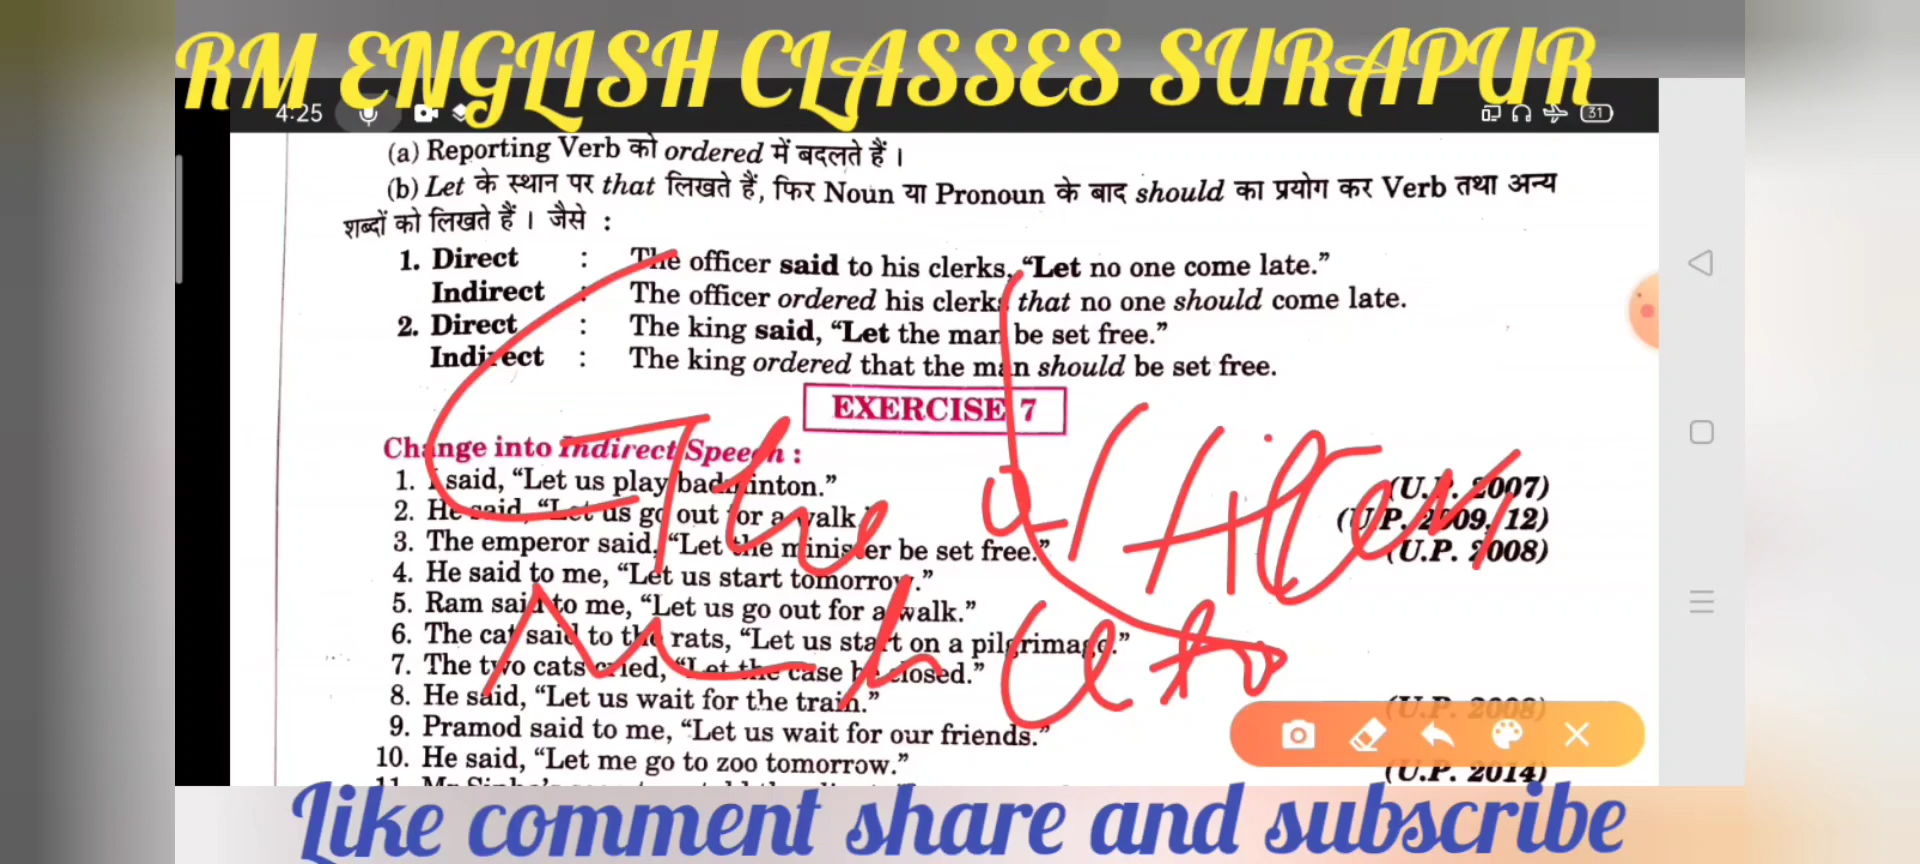 RM ENGLISH CLASSES SURAPUR
4:25
31
(a) Reporting Verb को ordered में बदलते हैं ।
(b) Let के स्थान पर that लिखते हैं, फिर Noun या Pronoun के बाद should का प्रयोग कर Verb तथा अन्य
शब्दों को लिखते हैं । जैसे :
1. Direct : The officer said to his clerks, “Let no one come late.”
Indirect : The officer ordered his clerks that no one should come late.
2. Direct : The king said, “Let the man be set free.”
Indirect : The king ordered that the man should be set free.
EXERCISE 7
Change into Indirect Speech :
1. I said, “Let us play badminton.” (U.P. 2007)
2. He said, “Let us go out for a walk.” (U.P. 2009, 12)
3. The emperor said, “Let the minister be set free.” (U.P. 2008)
4. He said to me, “Let us start tomorrow.”
5. Ram said to me, “Let us go out for a walk.”
6. The cat said to the rats, “Let us start on a pilgrimage.”
7. The two cats cried, “Let the case be closed.”
8. He said, “Let us wait for the train.” (U.P. 2008)
9. Pramod said to me, “Let us wait for our friends.”
10. He said, “Let me go to zoo tomorrow.” (U.P. 2014)
The
Like comment share and subscribe